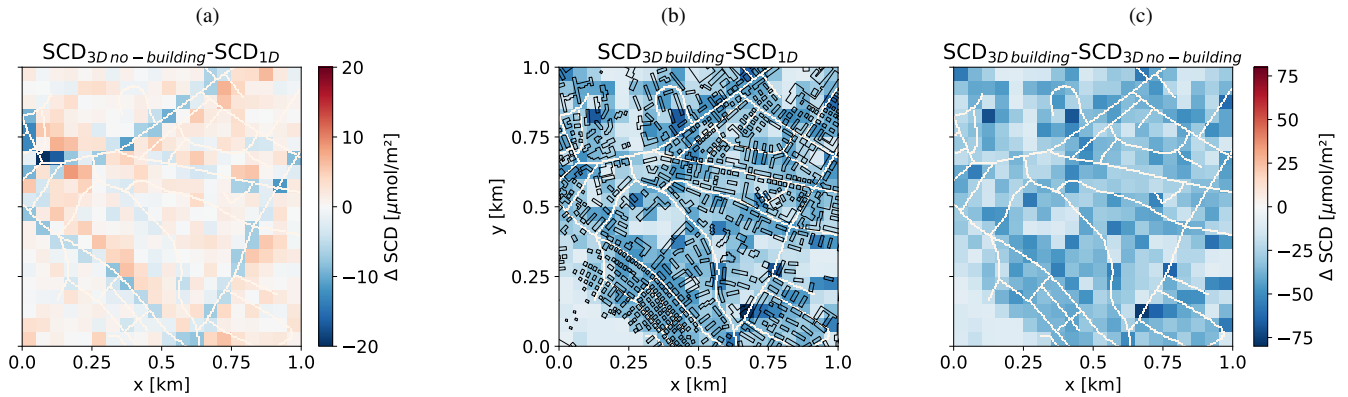 (a)
(b)
(c)
SCD3D no−building-SCD1D
SCD3D building-SCD1D
SCD3D building-SCD3D no−building
20
10
0
−10
−20
Δ SCD [μmol/m²]
0.0
0.25
0.50
0.75
1.0
x [km]
1.0
0.75
0.5
0.25
0.0
y [km]
0.0
0.25
0.50
0.75
1.0
x [km]
0.0
0.25
0.50
0.75
1.0
x [km]
75
50
25
0
−25
−50
−75
Δ SCD [μmol/m²]